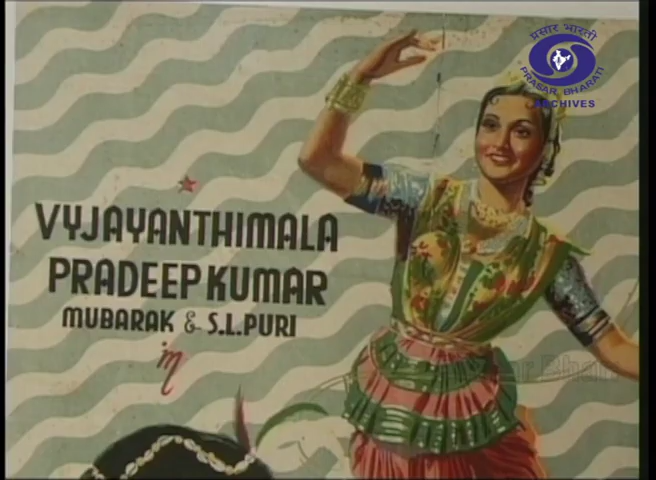 प्रसार भारती
PRASAR BHARATI
ARCHIVES
VYJAYANTHIMALA
PRADEEP KUMAR
MUBARAK & S.L.PURI
in